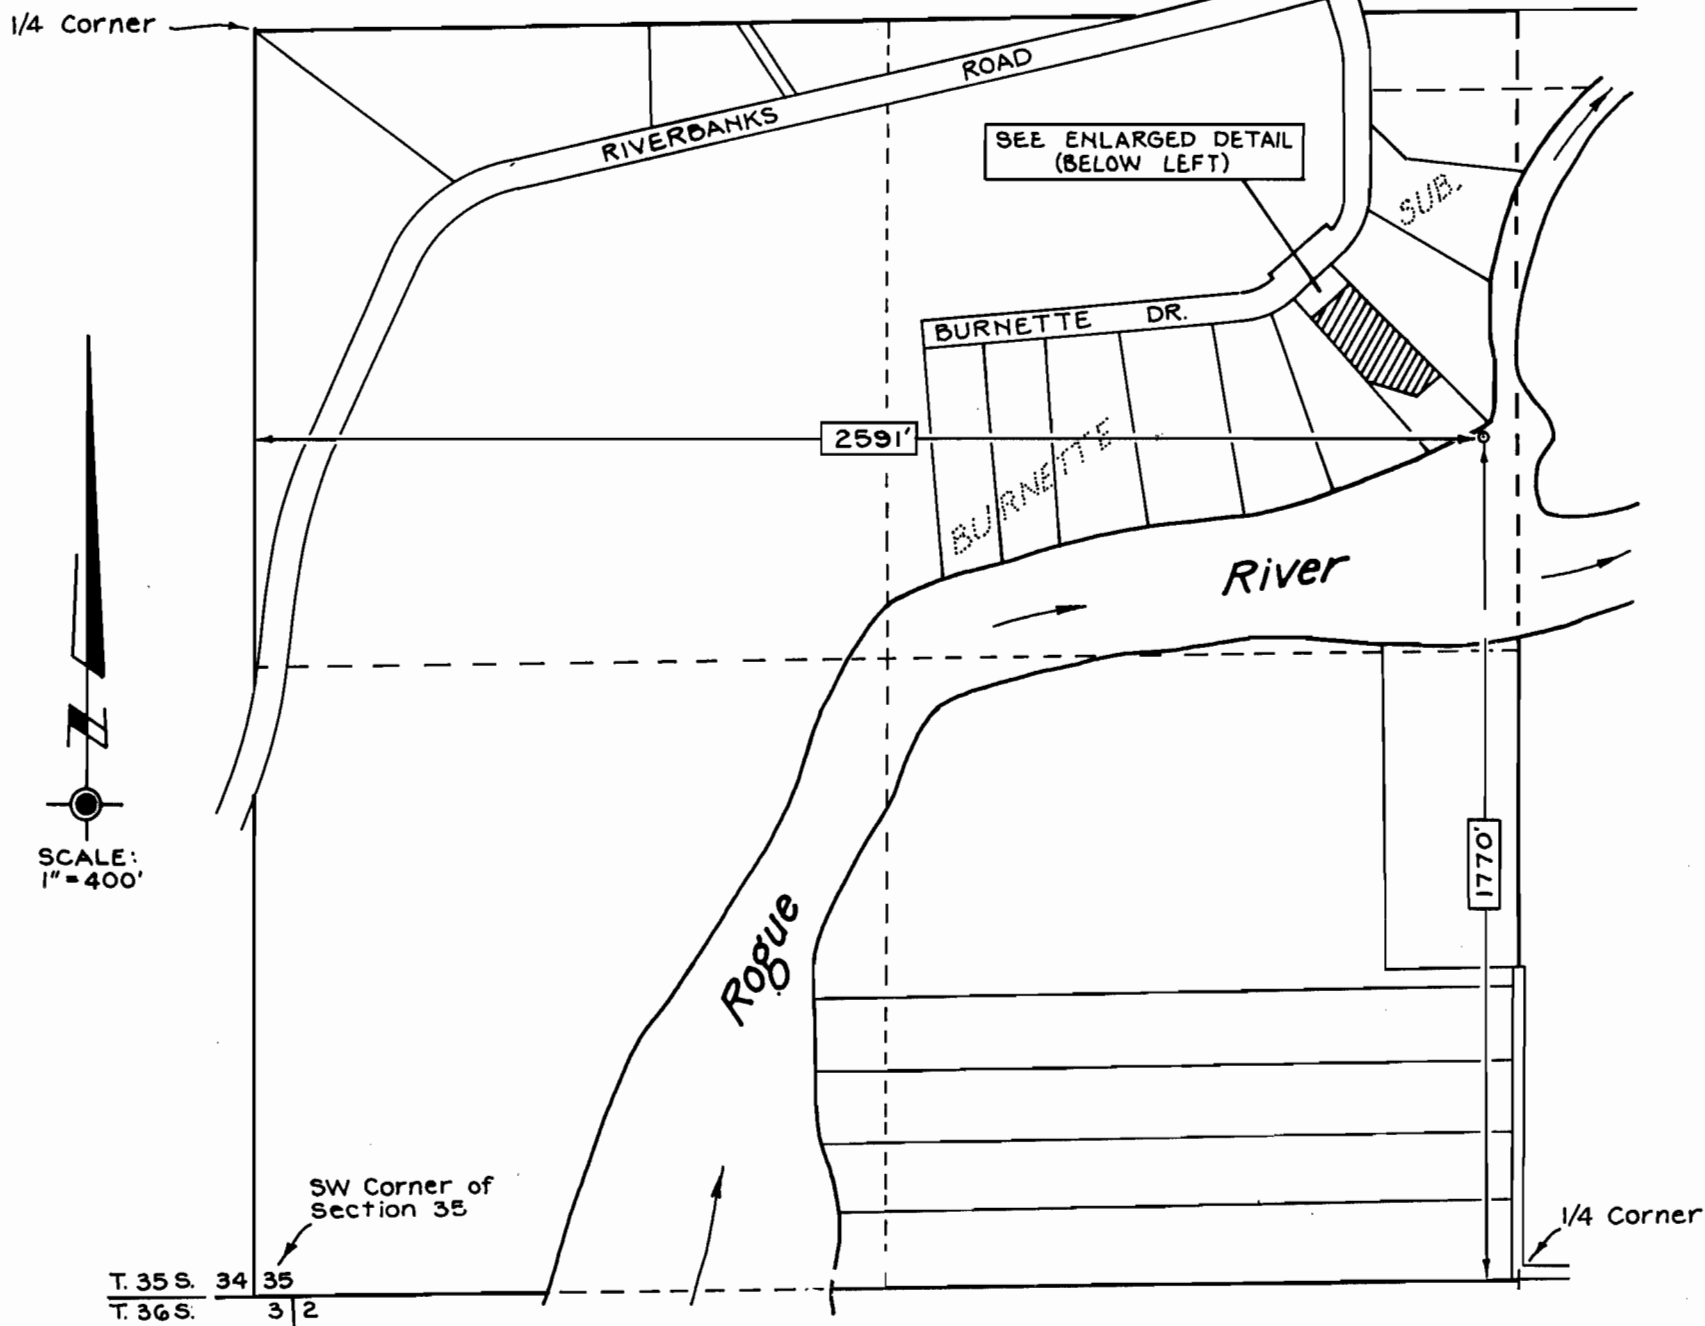 1/4 Corner
RIVERBANKS ROAD
SEE ENLARGED DETAIL
(BELOW LEFT)
SUB.
BURNETTE DR.
2591'
BURNETTE
River
N
SCALE:
1" = 400'
1770'
Rogue
SW Corner of
Section 35
1/4 Corner
T. 35 S. 34 35
T. 36 S. 3 2